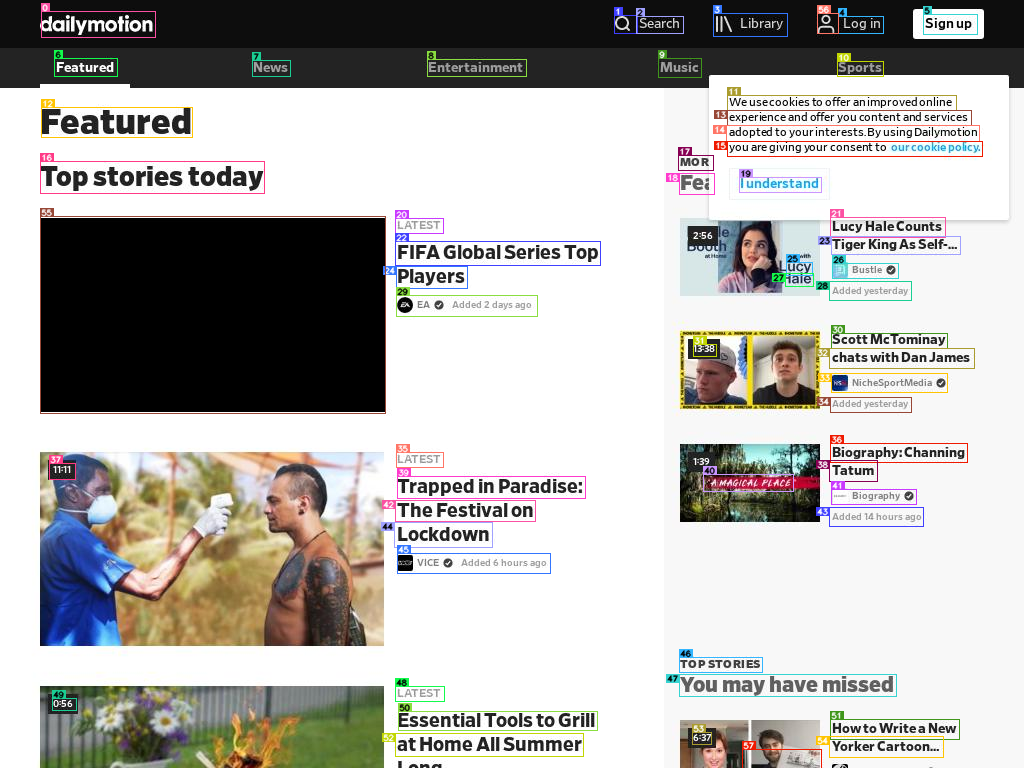 dailymotion
Search
Library
Log in
Sign up
Featured
News
Entertainment
Music
Sports
We use cookies to offer an improved online
experience and offer you content and services
adopted to your interests. By using Dailymotion
you are giving your consent to our cookie policy.
I understand
Featured
Top stories today
LATEST
FIFA Global Series Top
Players
EA
Added 2 days ago
11:11
LATEST
Trapped in Paradise:
The Festival on
Lockdown
VICE
Added 6 hours ago
0:56
LATEST
Essential Tools to Grill
at Home All Summer
Long
MOR
Fea
2:56
Booth
at Home
with
Lucy
Hale
Lucy Hale Counts
Tiger King As Self-...
Bustle
Added yesterday
13:38
Scott McTominay
chats with Dan James
NicheSportMedia
Added yesterday
1:39
A MAGICAL PLACE
Biography: Channing
Tatum
Biography
Added 14 hours ago
TOP STORIES
You may have missed
6:37
How to Write a New
Yorker Cartoon...